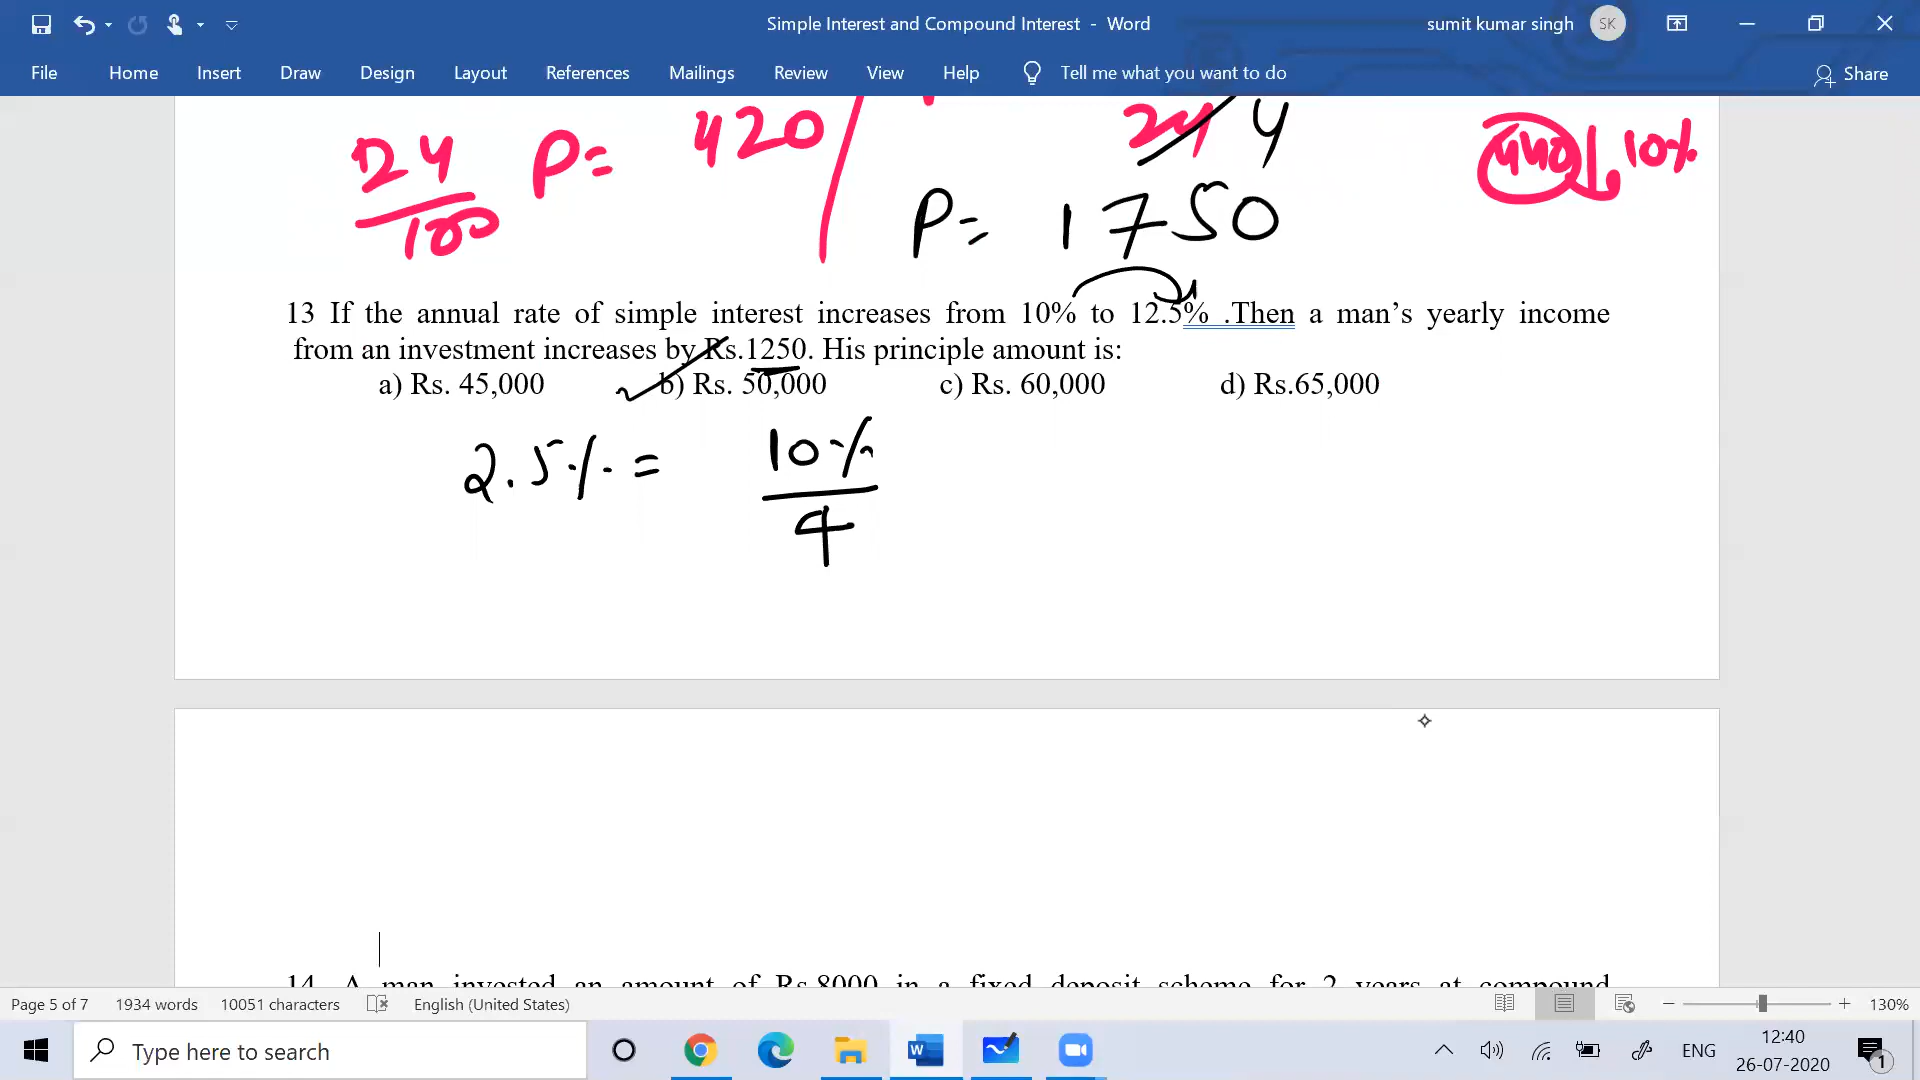 Simple Interest and Compound Interest - Word
sumit kumar singh SK
File Home Insert Draw Design Layout References Mailings Review View Help Tell me what you want to do Share
24/100 P= 420
24 4
440 10%
P= 1750
13 If the annual rate of simple interest increases from 10% to 12.5% .Then a man’s yearly income
from an investment increases by Rs.1250. His principle amount is:
a) Rs. 45,000 b) Rs. 50,000 c) Rs. 60,000 d) Rs.65,000
2.5% = 10%/4
14 A man invested an amount of Rs.8000 in a fixed deposit scheme for 2 years at compound
Page 5 of 7 1934 words 10051 characters English (United States) 130%
Type here to search
ENG
12:40
26-07-2020
1